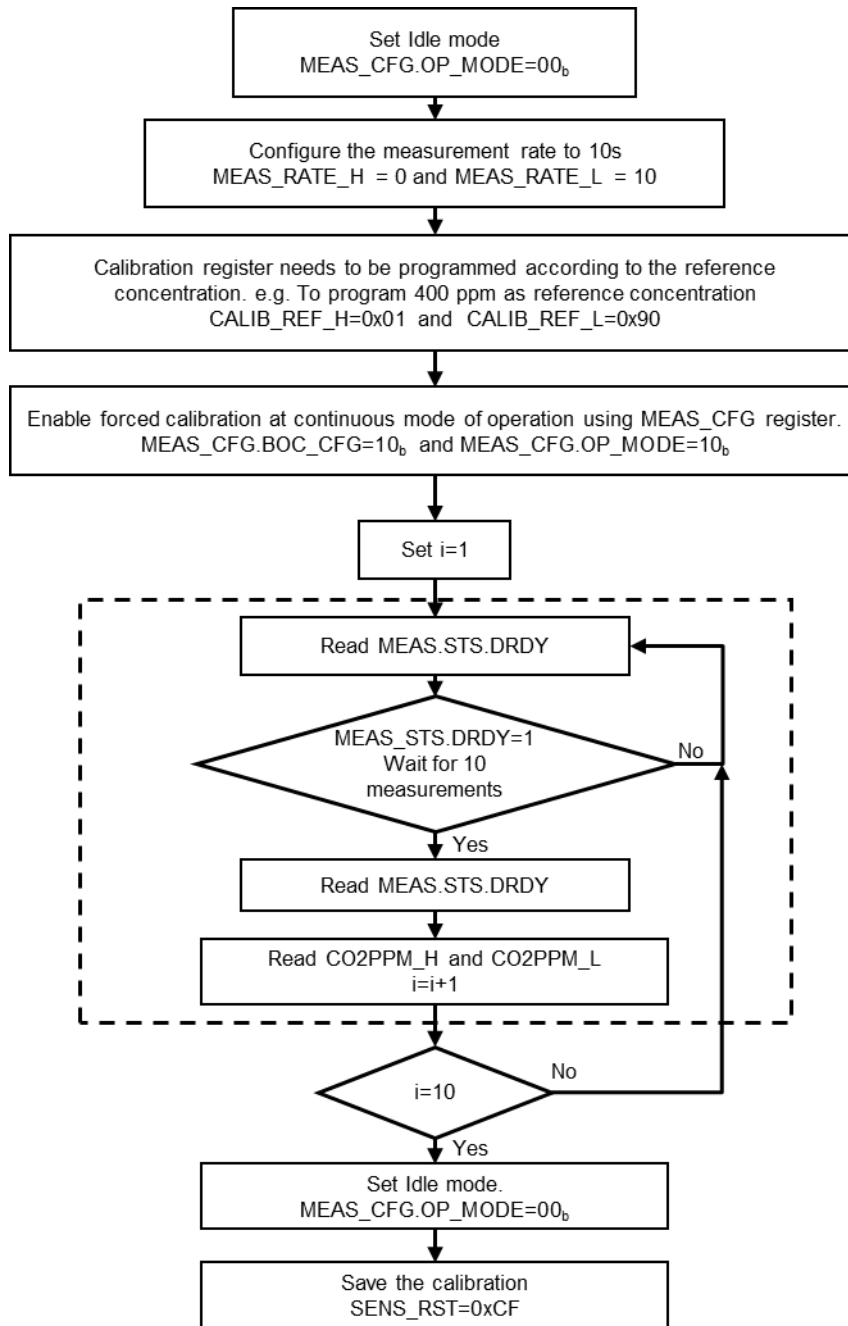 Set Idle mode
MEAS_CFG.OP_MODE=00b
Configure the measurement rate to 10s
MEAS_RATE_H = 0 and MEAS_RATE_L = 10
Calibration register needs to be programmed according to the reference
concentration. e.g. To program 400 ppm as reference concentration
CALIB_REF_H=0x01 and CALIB_REF_L=0x90
Enable forced calibration at continuous mode of operation using MEAS_CFG register.
MEAS_CFG.BOC_CFG=10b and MEAS_CFG.OP_MODE=10b
Set i=1
Read MEAS.STS.DRDY
MEAS_STS.DRDY=1
Wait for 10
measurements
No
Yes
Read MEAS.STS.DRDY
Read CO2PPM_H and CO2PPM_L
i=i+1
i=10
No
Yes
Set Idle mode.
MEAS_CFG.OP_MODE=00b
Save the calibration
SENS_RST=0xCF